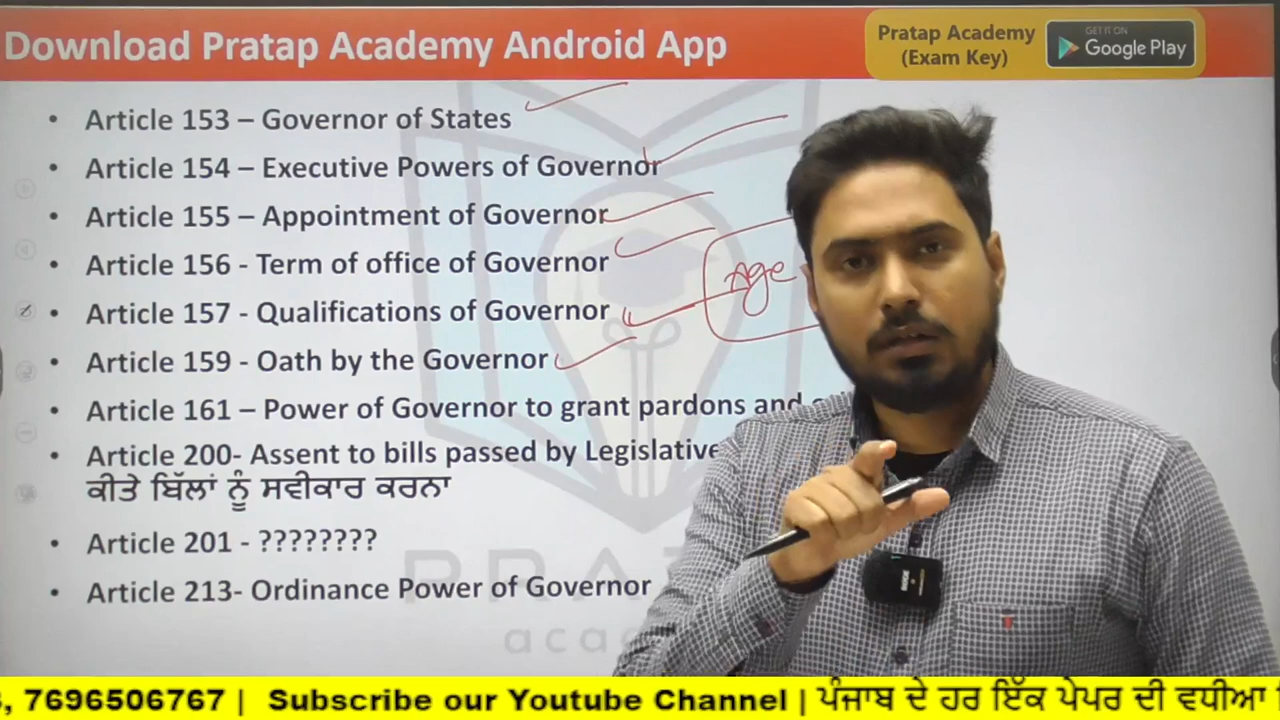 Download Pratap Academy Android App
Pratap Academy
(Exam Key)
GET IT ON
Google Play
• Article 153 – Governor of States
• Article 154 – Executive Powers of Governor
• Article 155 – Appointment of Governor
• Article 156 - Term of office of Governor
Age
• Article 157 - Qualifications of Governor
• Article 159 - Oath by the Governor
• Article 161 – Power of Governor to grant pardons and
• Article 200- Assent to bills passed by Legislative
ਕੀਤੇ ਬਿੱਲਾਂ ਨੂੰ ਸਵੀਕਾਰ ਕਰਨਾ
• Article 201 - ????????
• Article 213- Ordinance Power of Governor
, 7696506767 | Subscribe our Youtube Channel | ਪੰਜਾਬ ਦੇ ਹਰ ਇੱਕ ਪੇਪਰ ਦੀ ਵਧੀਆ